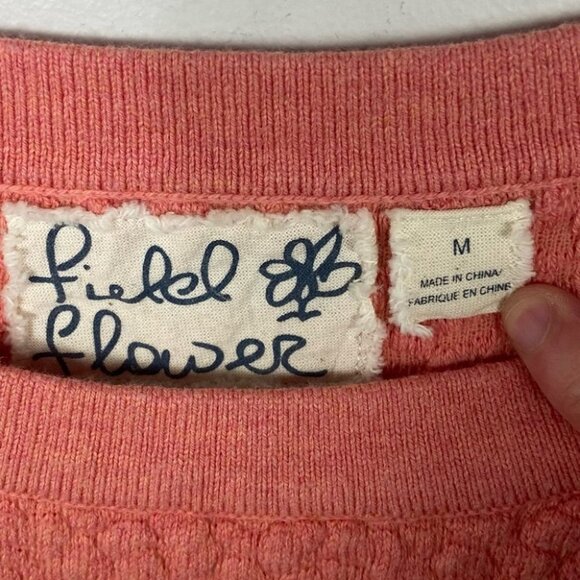 field
flower
M
MADE IN CHINA/
FABRIQUE EN CHINE